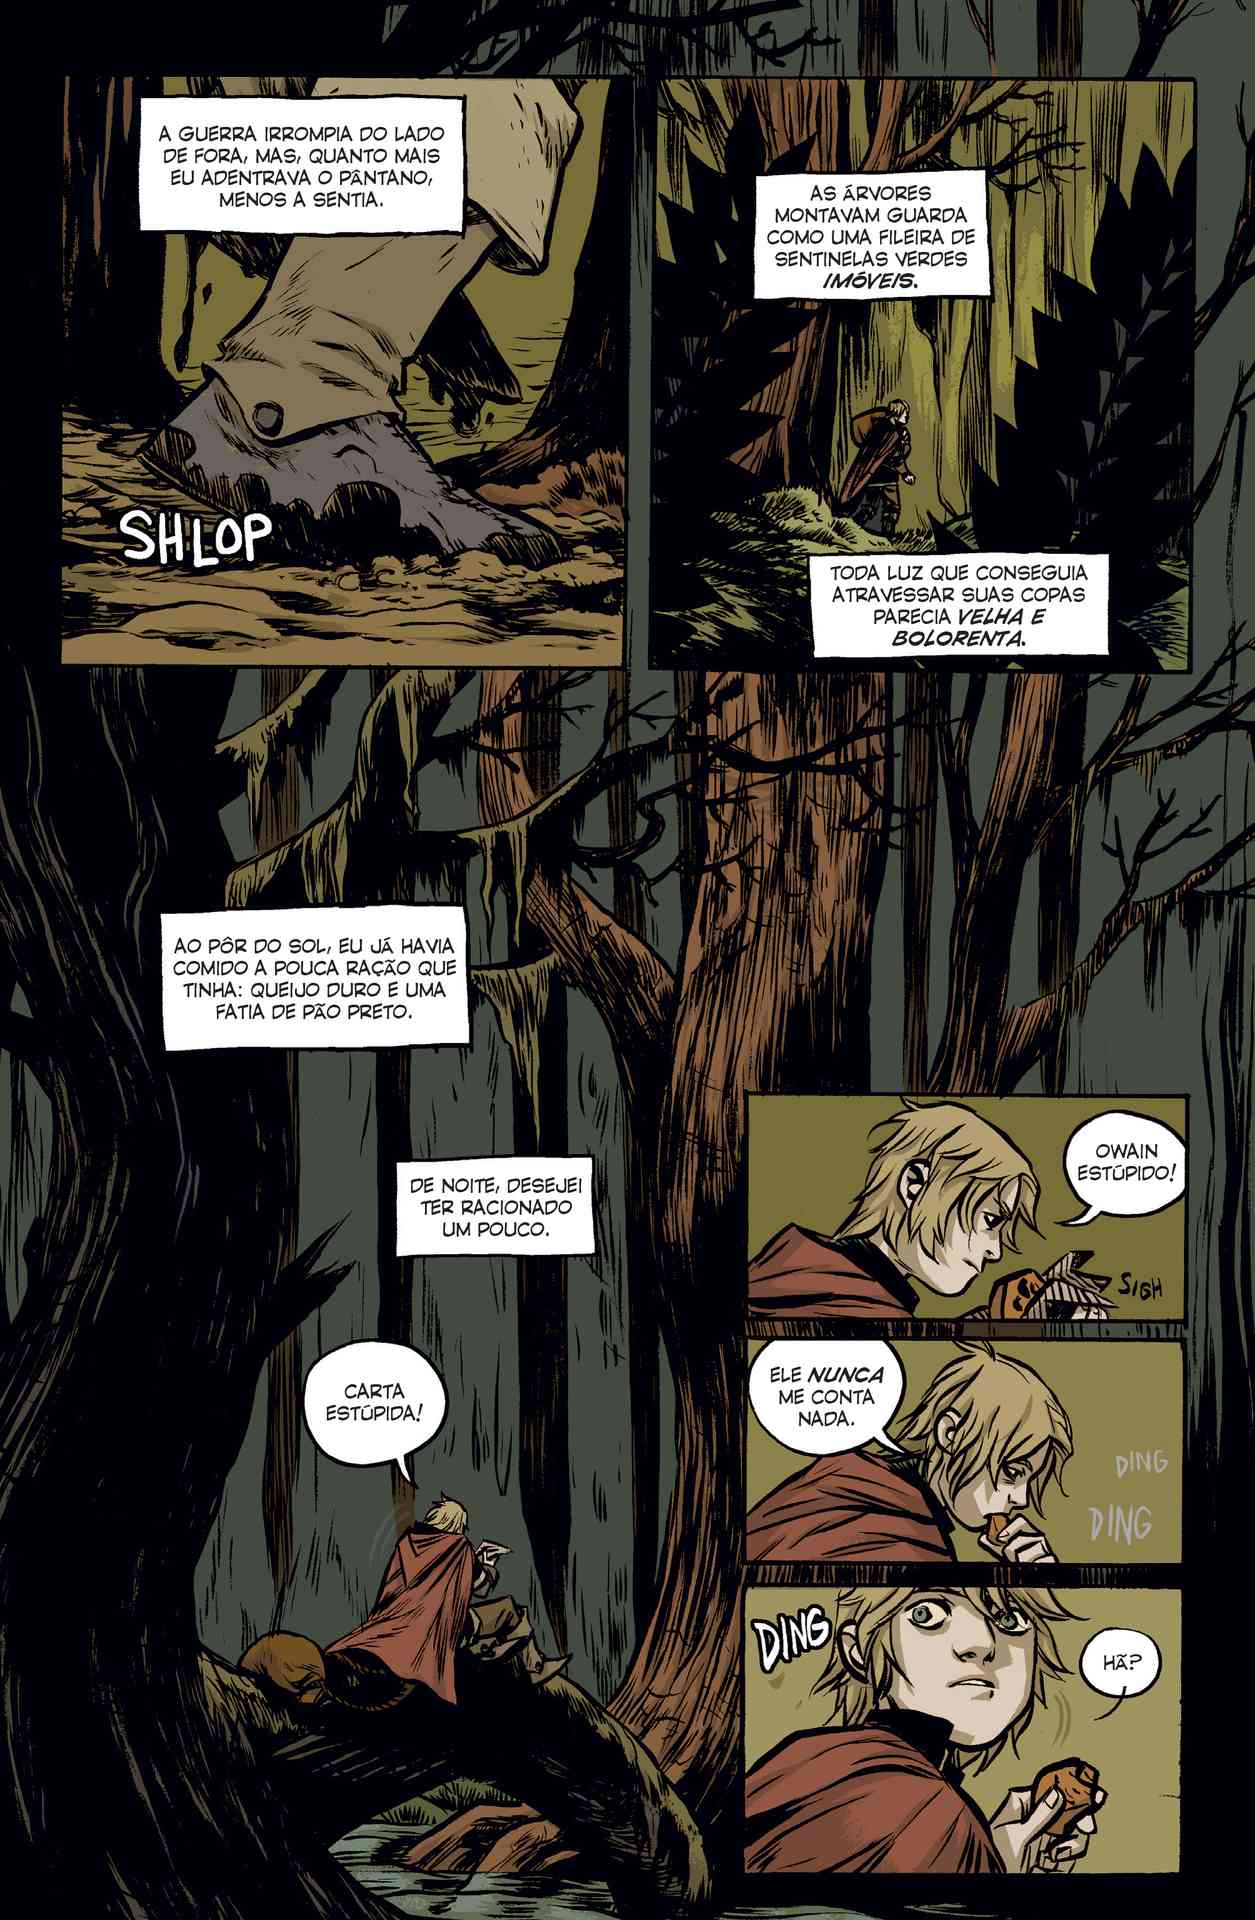 A GUERRA IRROMPIA DO LADO
DE FORA, MAS, QUANTO MAIS
EU ADENTRAVA O PÂNTANO,
MENOS A SENTIA.
SHLOP
AS ÁRVORES
MONTAVAM GUARDA
COMO UMA FILEIRA DE
SENTINELAS VERDES
IMÓVEIS.
TODA LUZ QUE CONSEGUIA
ATRAVESSAR SUAS COPAS
PARECIA VELHA E
BOLORENTA.
AO PÔR DO SOL, EU JÁ HAVIA
COMIDO A POUCA RAÇÃO QUE
TINHA: QUEIJO DURO E UMA
FATIA DE PÃO PRETO.
DE NOITE, DESEJEI
TER RACIONADO
UM POUCO.
CARTA
ESTÚPIDA!
OWAIN
ESTÚPIDO!
SIGH
ELE NUNCA
ME CONTA
NADA.
DING
DING
DING
HÃ?